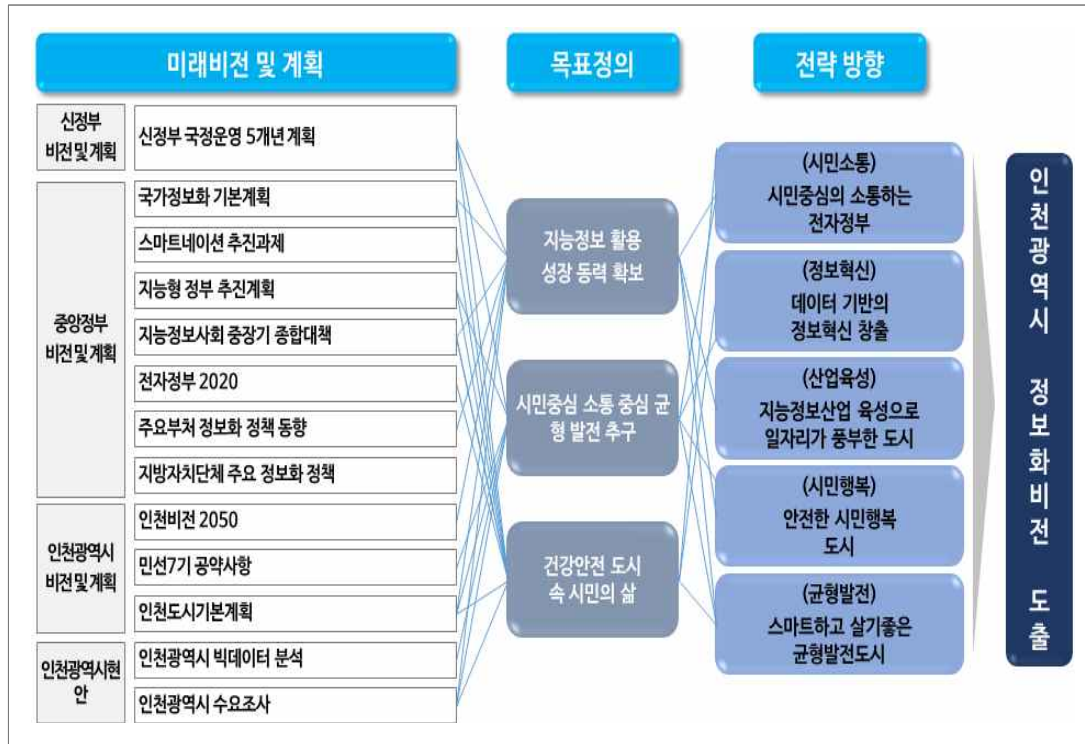 미래비전 및 계획
목표정의
전략 방향
신정부
비전 및 계획
신정부 국정운영 5개년 계획
중앙정부
비전 및 계획
국가정보화 기본계획
스마트네이션 추진과제
지능형 정부 추진계획
지능정보사회 중장기 종합대책
전자정부 2020
주요부처 정보화 정책 동향
지방자치단체 주요 정보화 정책
인천광역시
비전 및 계획
인천비전 2050
민선7기 공약사항
인천도시기본계획
인천광역시현
안
인천광역시 빅데이터 분석
인천광역시 수요조사
지능정보 활용
성장 동력 확보
시민중심 소통 중심 균
형 발전 추구
건강안전 도시
속 시민의 삶
(시민소통)
시민중심의 소통하는
전자정부
(정보혁신)
데이터 기반의
정보혁신 창출
(산업육성)
지능정보산업 육성으로
일자리가 풍부한 도시
(시민행복)
안전한 시민행복
도시
(균형발전)
스마트하고 살기좋은
균형발전도시
인천광역시 정보화비전 도출